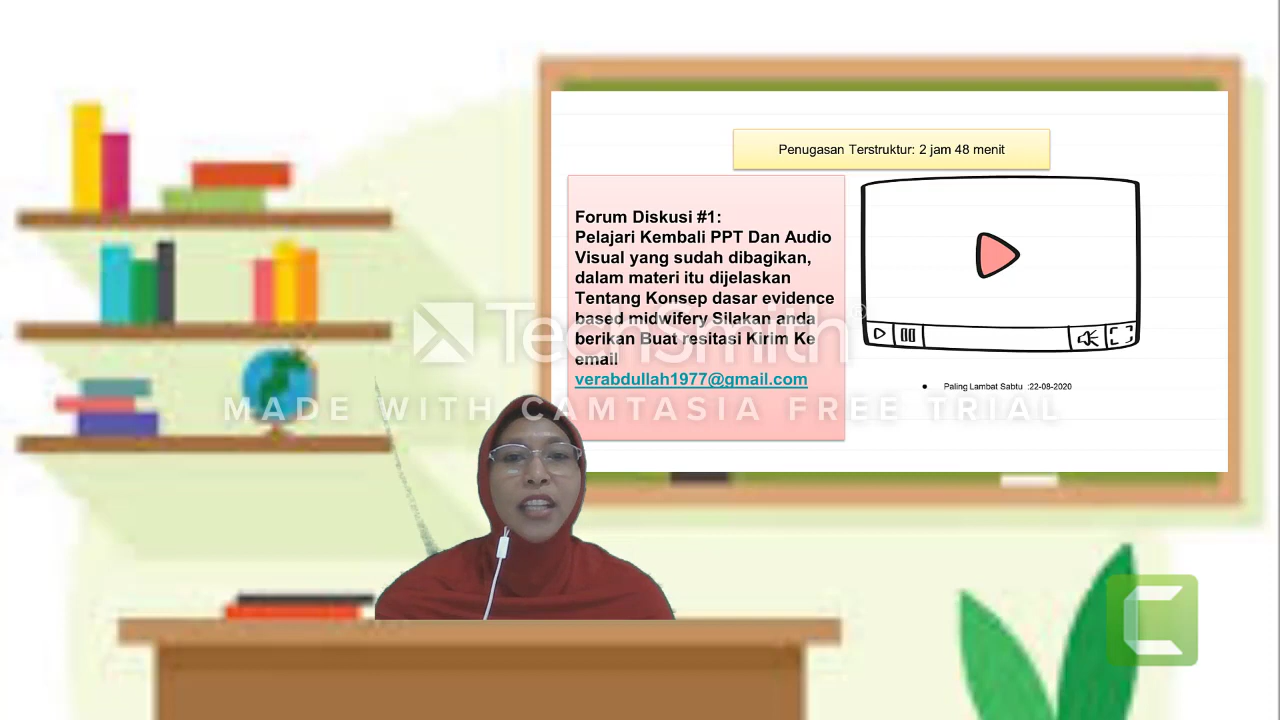 Penugasan Terstruktur: 2 jam 48 menit
Forum Diskusi #1:
Pelajari Kembali PPT Dan Audio
Visual yang sudah dibagikan,
dalam materi itu dijelaskan
Tentang Konsep dasar evidence
based midwifery Silakan anda
berikan Buat resitasi Kirim Ke
email
verabdullah1977@gmail.com
Paling Lambat Sabtu :22-08-2020
TechSmith®
MADE WITH CAMTASIA FREE TRIAL